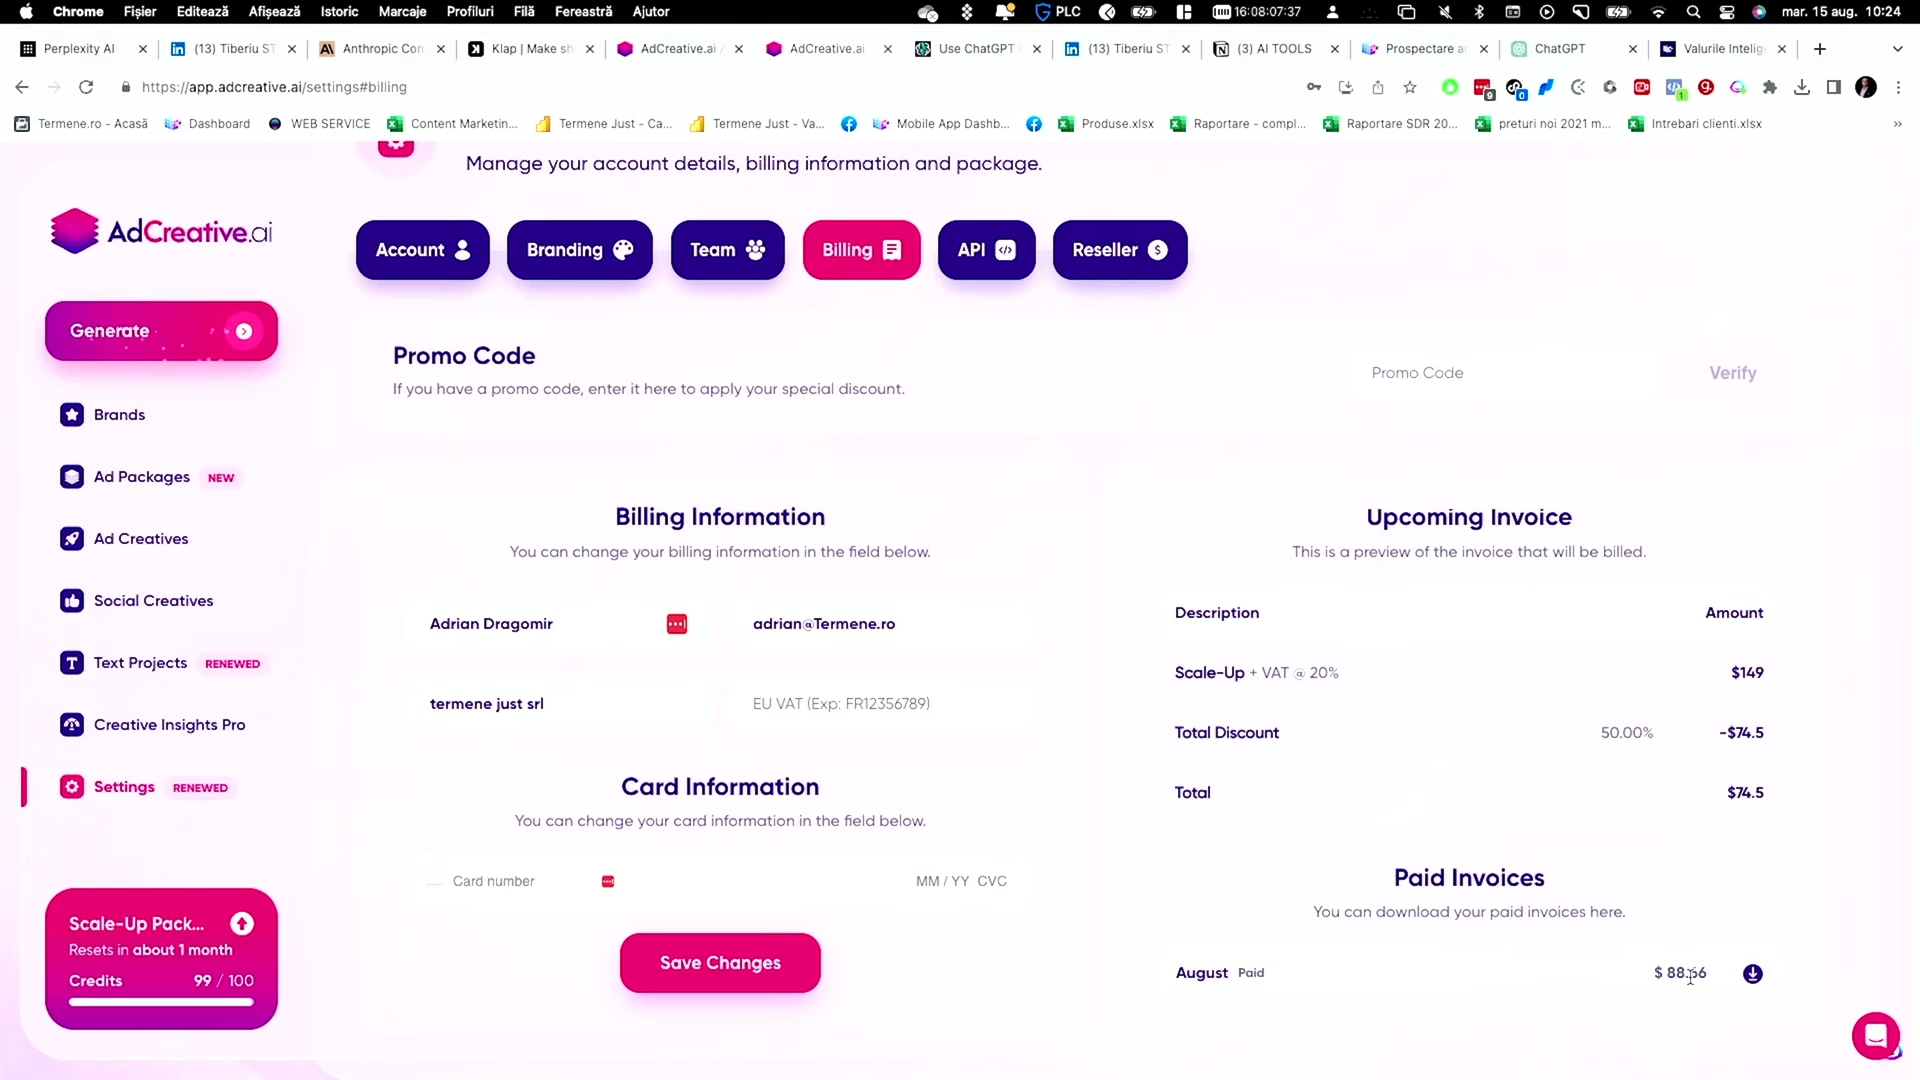 Chrome Fișier Editează Afișează Istoric Marcaje Profiluri Filă Fereastră Ajutor PLC 16:08:07:37 mar. 15 aug. 10:24
Perplexity AI (13) Tiberiu ST Anthropic Con Klap | Make sh AdCreative.ai AdCreative.ai Use ChatGPT (13) Tiberiu ST (3) AI TOOLS Prospectare a ChatGPT Valurile Intelig
https://app.adcreative.ai/settings#billing
Termene.ro - Acasă Dashboard WEB SERVICE Content Marketin... Termene Just - Ca... Termene Just - Va... Mobile App Dashb... Produse.xlsx Raportare - compl... Raportare SDR 20... preturi noi 2021 m... Intrebari clienti.xlsx
Manage your account details, billing information and package.
AdCreative.ai
Account Branding Team Billing API Reseller
Generate
Brands
Ad Packages NEW
Ad Creatives
Social Creatives
Text Projects RENEWED
Creative Insights Pro
Settings RENEWED
Scale-Up Pack...
Resets in about 1 month
Credits 99 / 100
Promo Code
If you have a promo code, enter it here to apply your special discount.
Promo Code Verify
Billing Information
You can change your billing information in the field below.
Adrian Dragomir adrian@Termene.ro
termene just srl EU VAT (Exp: FR12356789)
Card Information
You can change your card information in the field below.
Card number MM / YY CVC
Save Changes
Upcoming Invoice
This is a preview of the invoice that will be billed.
Description Amount
Scale-Up + VAT @ 20% $149
Total Discount 50.00% -$74.5
Total $74.5
Paid Invoices
You can download your paid invoices here.
August Paid